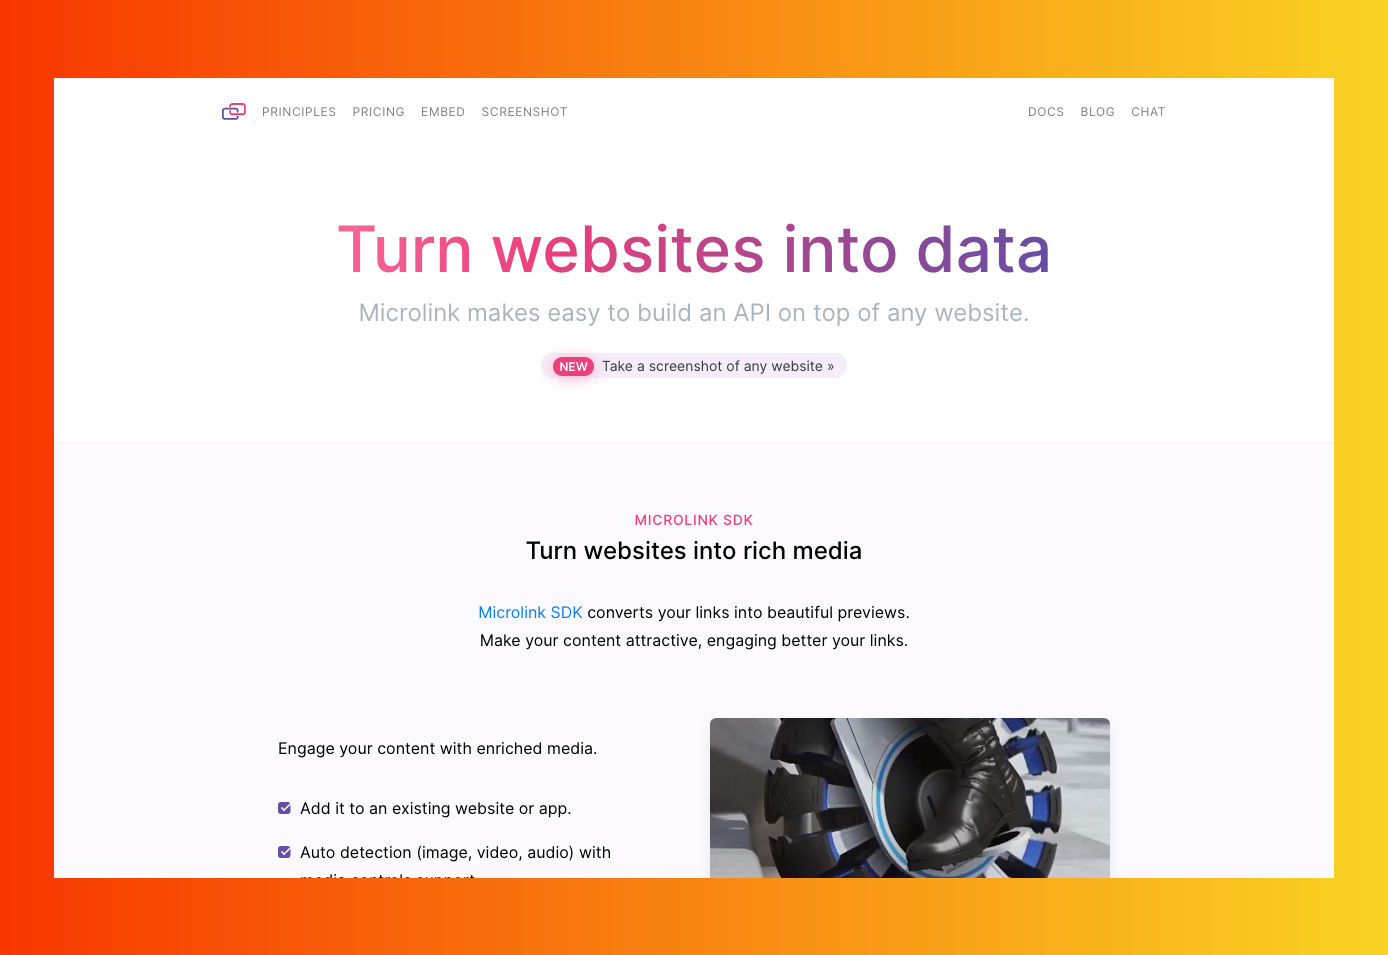 PRINCIPLES PRICING EMBED SCREENSHOT DOCS BLOG CHAT
Turn websites into data
Microlink makes easy to build an API on top of any website.
NEW Take a screenshot of any website »
MICROLINK SDK
Turn websites into rich media
Microlink SDK converts your links into beautiful previews.
Make your content attractive, engaging better your links.
Engage your content with enriched media.
Add it to an existing website or app.
Auto detection (image, video, audio) with
media controls support